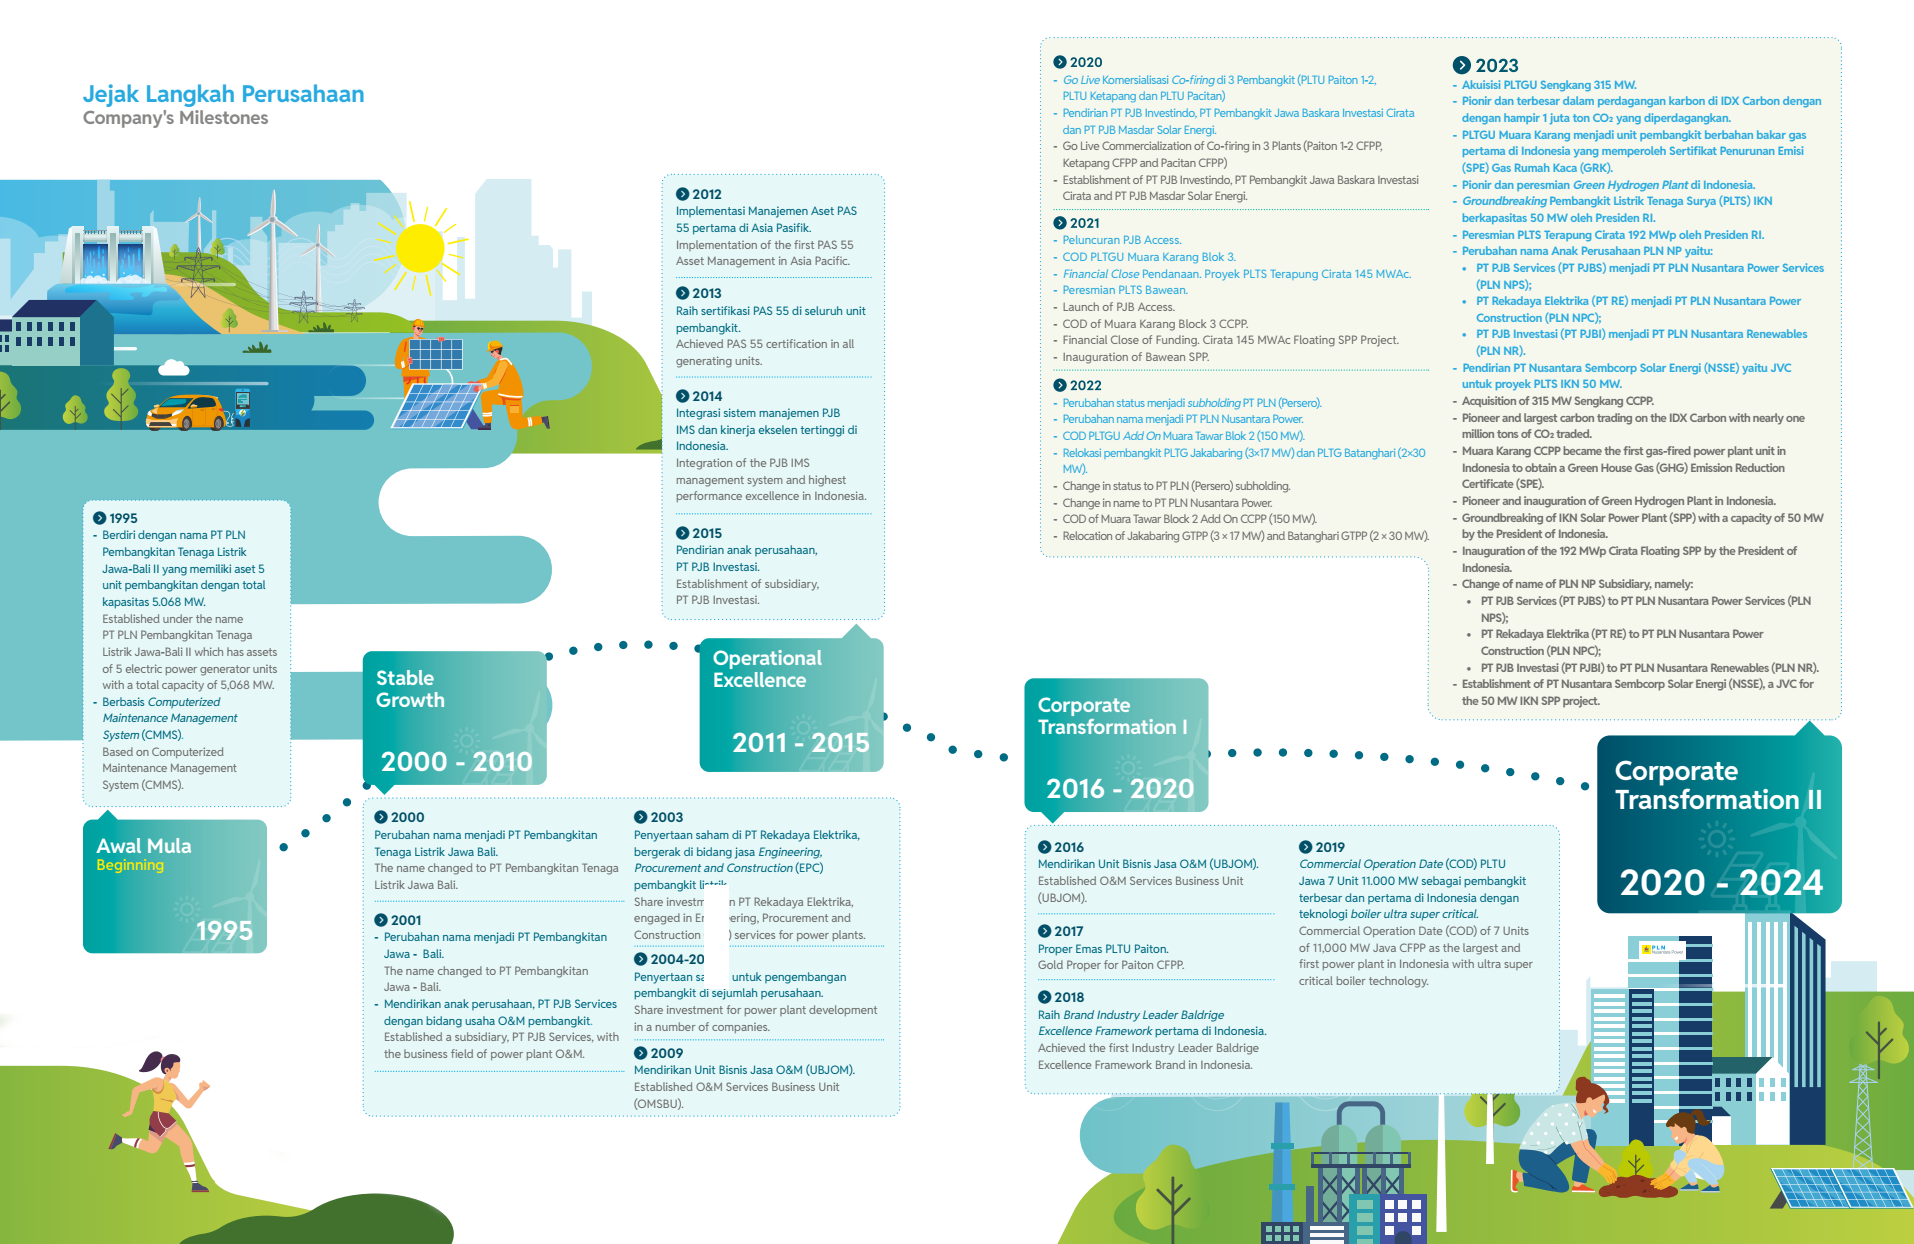 Jejak Langkah Perusahaan
Company's Milestones
1995
- Berdiri dengan nama PT PLN
Pembangkitan Tenaga Listrik
Jawa-Bali II yang memiliki aset 5
unit pembangkitan dengan total
kapasitas 5.068 MW.
Established under the name
PT PLN Pembangkitan Tenaga
Listrik Jawa-Bali II which has assets
of 5 electric power generator units
with a total capacity of 5,068 MW.
- Berbasis Computerized
Maintenance Management
System (CMMS).
Based on Computerized
Maintenance Management
System (CMMS).
Awal Mula
Beginning
1995
Stable
Growth
2000 - 2010
2000
Perubahan nama menjadi PT Pembangkitan
Tenaga Listrik Jawa Bali.
The name changed to PT Pembangkitan Tenaga
Listrik Jawa Bali.
2001
- Perubahan nama menjadi PT Pembangkitan
Jawa - Bali.
The name changed to PT Pembangkitan
Jawa - Bali.
- Mendirikan anak perusahaan, PT PJB Services
dengan bidang usaha O&M pembangkit.
Established a subsidiary, PT PJB Services, with
the business field of power plant O&M.
2003
Penyertaan saham di PT Rekadaya Elektrika,
bergerak di bidang jasa Engineering,
Procurement and Construction (EPC)
pembangkit listrik
Share in PT Rekadaya Elektrika,
engaged in Procurement and
Construction services for power plants.
2004-20
Penyertaan untuk pengembangan
pembangkit di sejumlah perusahaan.
Share investment for power plant development
in a number of companies.
2009
Mendirikan Unit Bisnis Jasa O&M (UBJOM).
Established O&M Services Business Unit
(OMSBU).
Operational
Excellence
2011 - 2015
2012
Implementasi Manajemen Aset PAS
55 pertama di Asia Pasifik.
Implementation of the first PAS 55
Asset Management in Asia Pacific.
2013
Raih sertifikasi PAS 55 di seluruh unit
pembangkit.
Achieved PAS 55 certification in all
generating units.
2014
Integrasi sistem manajemen PJB
IMS dan kinerja ekselen tertinggi di
Indonesia.
Integration of the PJB IMS
management system and highest
performance excellence in Indonesia.
2015
Pendirian anak perusahaan,
PT PJB Investasi.
Establishment of subsidiary,
PT PJB Investasi.
Corporate
Transformation I
2016 - 2020
2016
Mendirikan Unit Bisnis Jasa O&M (UBJOM).
Established O&M Services Business Unit
(UBJOM).
2017
Proper Emas PLTU Paiton.
Gold Proper for Paiton CFPP.
2018
Raih Brand Industry Leader Baldrige
Excellence Framework pertama di Indonesia.
Achieved the first Industry Leader Baldrige
Excellence Framework Brand in Indonesia.
2019
Commercial Operation Date (COD) PLTU
Jawa 7 Unit 11.000 MW sebagai pembangkit
terbesar dan pertama di Indonesia dengan
teknologi boiler ultra super critical.
Commercial Operation Date (COD) of 7 Units
of 11,000 MW Java CFPP as the largest and
first power plant in Indonesia with ultra super
critical boiler technology.
2020
- Go Live Komersialisasi Co-firing di 3 Pembangkit (PLTU Paiton 1-2,
PLTU Ketapang dan PLTU Pacitan)
- Pendirian PT PJB Investindo, PT Pembangkit Jawa Baskara Investasi Cirata
dan PT PJB Masdar Solar Energi.
- Go Live Commercialization of Co-firing in 3 Plants (Paiton 1-2 CFPP,
Ketapang CFPP and Pacitan CFPP)
- Establishment of PT PJB Investindo, PT Pembangkit Jawa Baskara Investasi
Cirata and PT PJB Masdar Solar Energi.
2021
- Peluncuran PJB Access.
- COD PLTGU Muara Karang Blok 3.
- Financial Close Pendanaan. Proyek PLTS Terapung Cirata 145 MWAc.
- Peresmian PLTS Bawean.
- Launch of PJB Access.
- COD of Muara Karang Block 3 CCPP.
- Financial Close of Funding. Cirata 145 MWAc Floating SPP Project.
- Inauguration of Bawean SPP.
2022
- Perubahan status menjadi subholding PT PLN (Persero).
- Perubahan nama menjadi PT PLN Nusantara Power.
- COD PLTGU Add On Muara Tawar Blok 2 (150 MW).
- Relokasi pembangkit PLTG Jakabaring (3×17 MW) dan PLTG Batanghari (2×30
MW).
- Change in status to PT PLN (Persero) subholding.
- Change in name to PT PLN Nusantara Power.
- COD of Muara Tawar Block 2 Add On CCPP (150 MW).
- Relocation of Jakabaring GTPP (3 × 17 MW) and Batanghari GTPP (2 × 30 MW).
2023
- Akuisisi PLTGU Sengkang 315 MW.
- Pionir dan terbesar dalam perdagangan karbon di IDX Carbon dengan
dengan hampir 1 juta ton CO₂ yang diperdagangkan.
- PLTGU Muara Karang menjadi unit pembangkit berbahan bakar gas
pertama di Indonesia yang memperoleh Sertifikat Penurunan Emisi
(SPE) Gas Rumah Kaca (GRK).
- Pionir dan peresmian Green Hydrogen Plant di Indonesia.
- Groundbreaking Pembangkit Listrik Tenaga Surya (PLTS) IKN
berkapasitas 50 MW oleh Presiden RI.
- Peresmian PLTS Terapung Cirata 192 MWp oleh Presiden RI.
- Perubahan nama Anak Perusahaan PLN NP yaitu:
• PT PJB Services (PT PJBS) menjadi PT PLN Nusantara Power Services
(PLN NPS);
• PT Rekadaya Elektrika (PT RE) menjadi PT PLN Nusantara Power
Construction (PLN NPC);
• PT PJB Investasi (PT PJBI) menjadi PT PLN Nusantara Renewables
(PLN NR).
- Pendirian PT Nusantara Sembcorp Solar Energi (NSSE) yaitu JVC
untuk proyek PLTS IKN 50 MW.
- Acquisition of 315 MW Sengkang CCPP.
- Pioneer and largest carbon trading on the IDX Carbon with nearly one
million tons of CO₂ traded.
- Muara Karang CCPP became the first gas-fired power plant unit in
Indonesia to obtain a Green House Gas (GHG) Emission Reduction
Certificate (SPE).
- Pioneer and inauguration of Green Hydrogen Plant in Indonesia.
- Groundbreaking of IKN Solar Power Plant (SPP) with a capacity of 50 MW
by the President of Indonesia.
- Inauguration of the 192 MWp Cirata Floating SPP by the President of
Indonesia.
- Change of name of PLN NP Subsidiary, namely:
• PT PJB Services (PT PJBS) to PT PLN Nusantara Power Services (PLN
NPS);
• PT Rekadaya Elektrika (PT RE) to PT PLN Nusantara Power
Construction (PLN NPC);
• PT PJB Investasi (PT PJBI) to PT PLN Nusantara Renewables (PLN NR).
- Establishment of PT Nusantara Sembcorp Solar Energi (NSSE), a JVC for
the 50 MW IKN SPP project.
Corporate
Transformation II
2020 - 2024
PLN
Nusantara Power